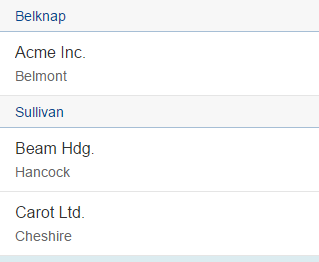 Belknap
Acme Inc.
Belmont
Sullivan
Beam Hdg.
Hancock
Carot Ltd.
Cheshire